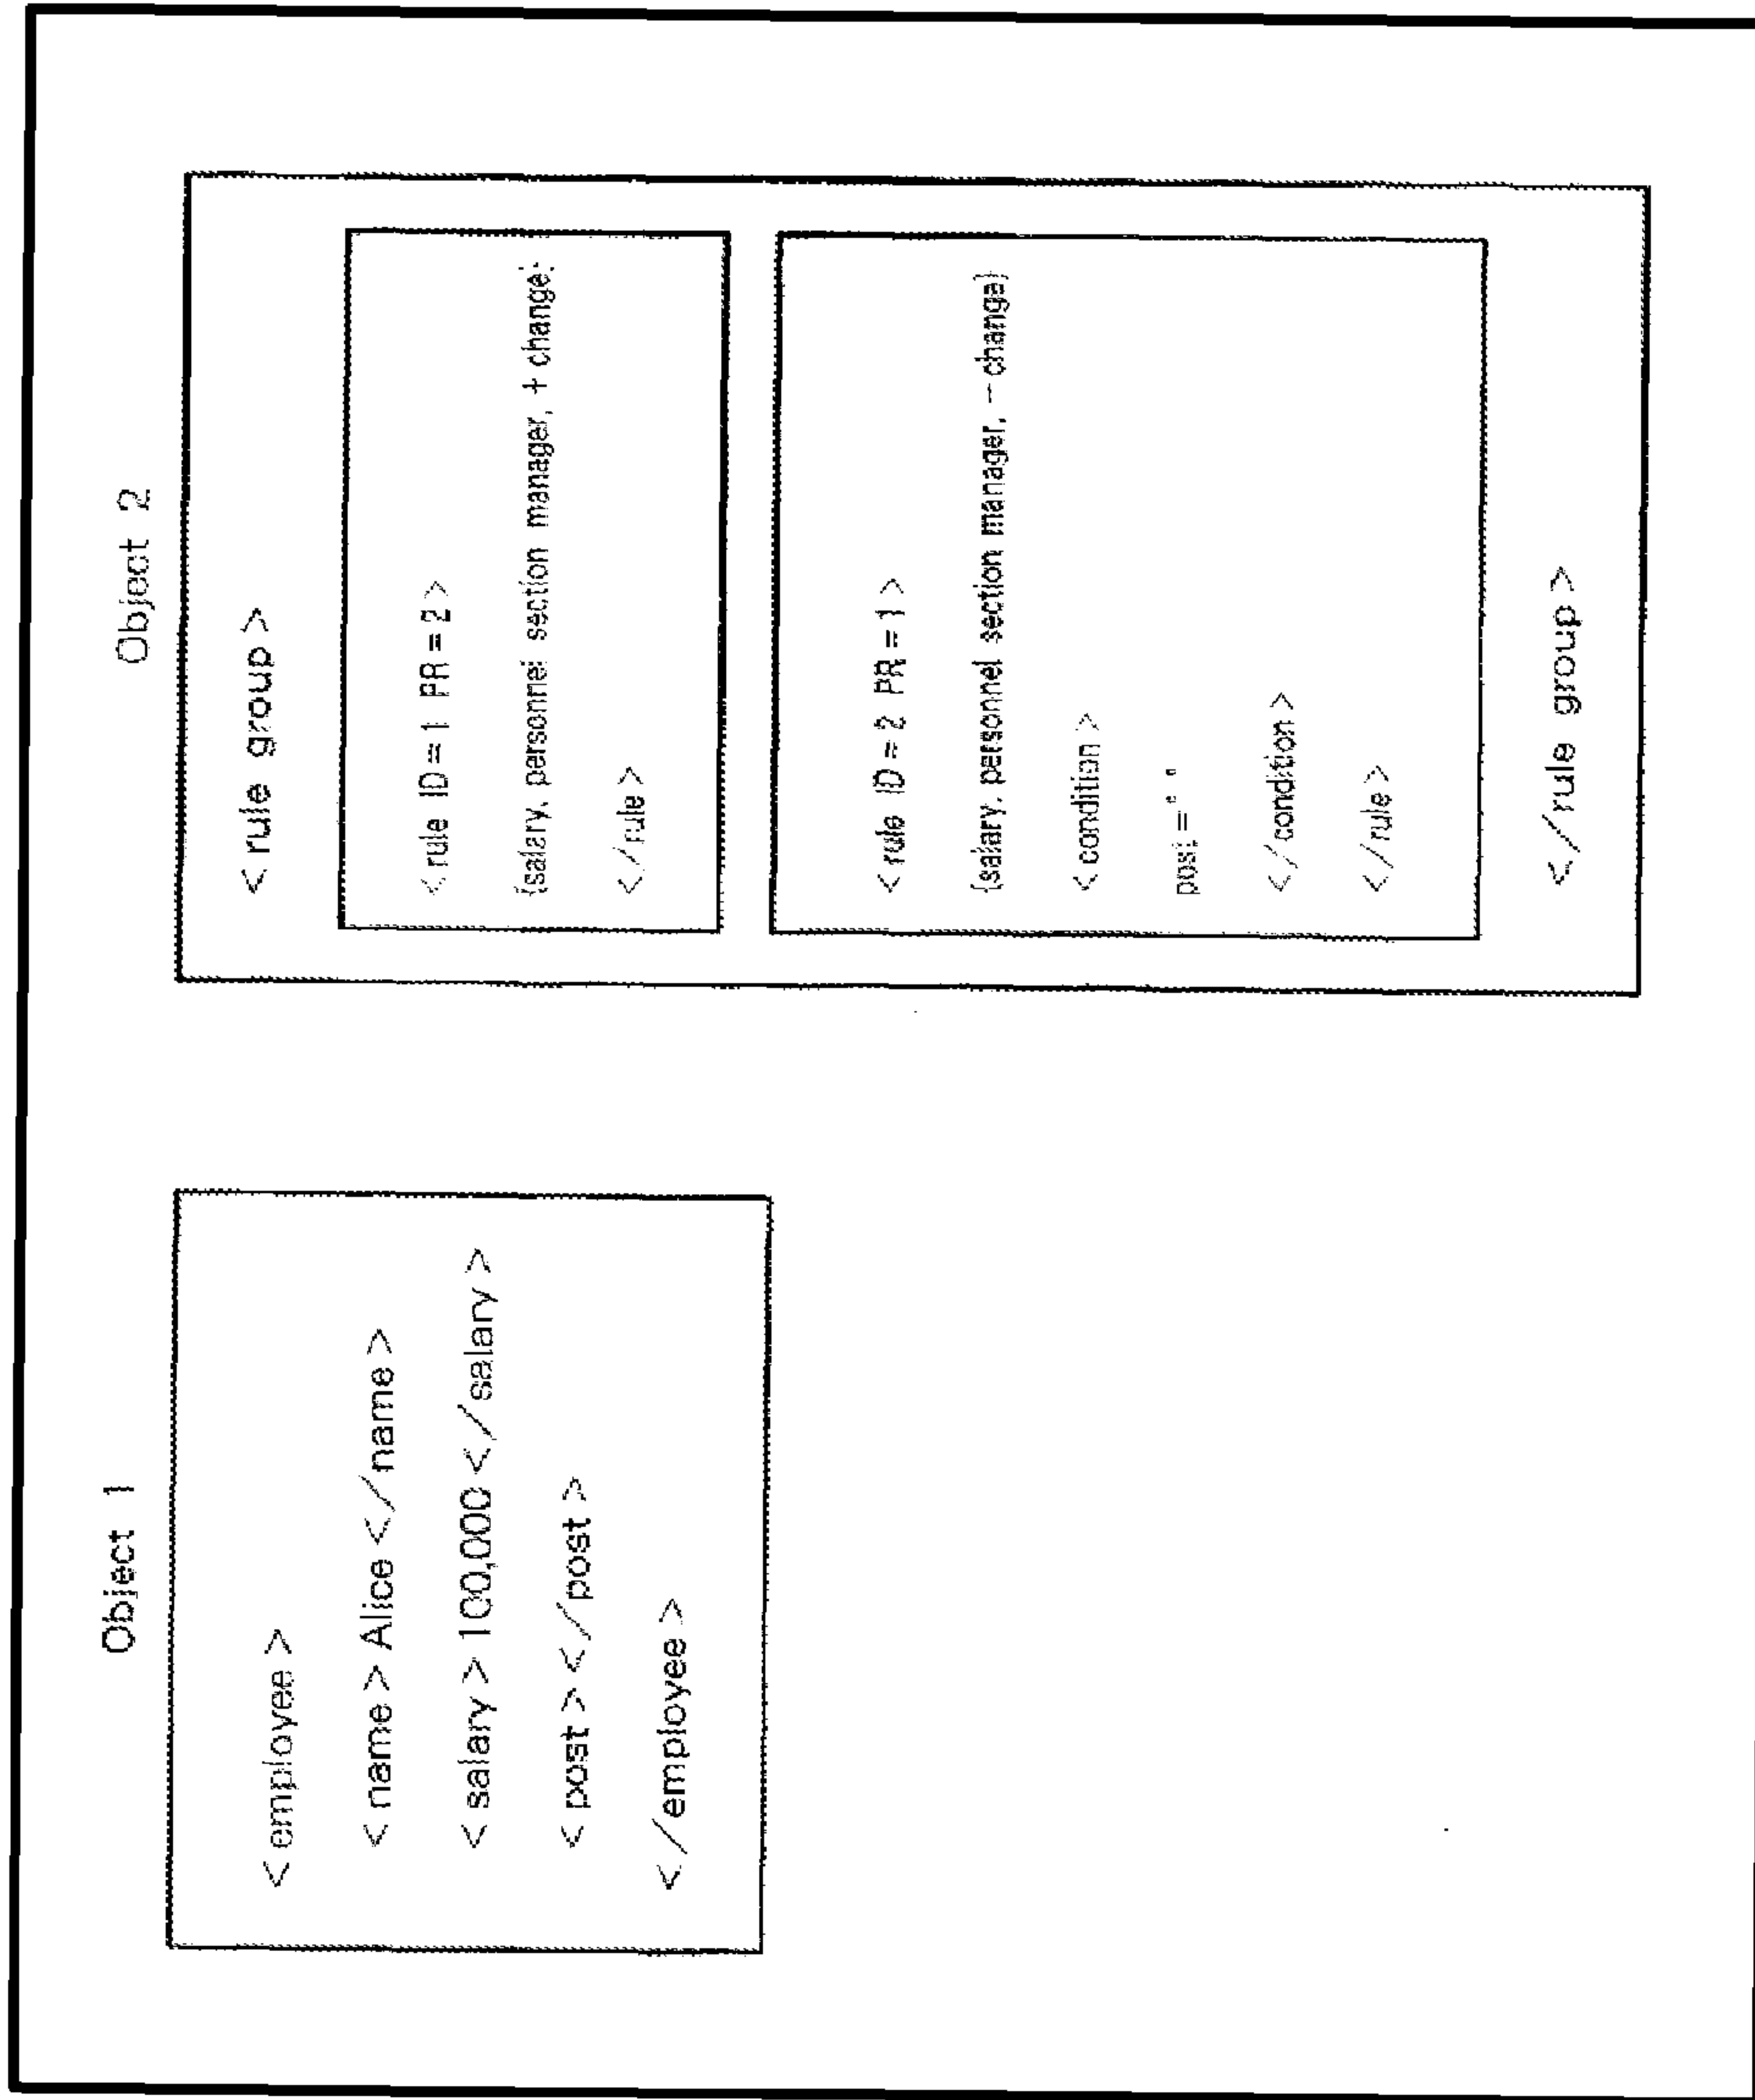 Object 1
<employee>
<name>Alice</name>
<salary>100,000</salary>
<post></post>
</employee>
Object 2
<rule group>
<rule ID=1 PR=2>
{salary, personnel section manager, +change}
</rule>
<rule ID=2 PR=1>
{salary, personnel section manager, -change}
<condition>
post=" "
</condition>
</rule>
</rule group>